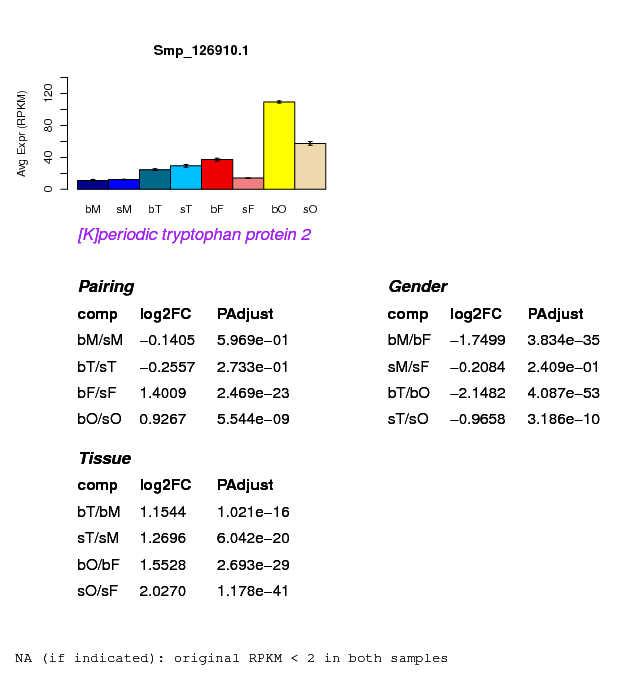 Smp_126910.1
Avg Expr (RPKM)
120
80
40
0
bM sM bT sT bF sF bO sO
[K]periodic tryptophan protein 2
Pairing
comp log2FC PAdjust
bM/sM −0.1405 5.969e−01
bT/sT −0.2557 2.733e−01
bF/sF 1.4009 2.469e−23
bO/sO 0.9267 5.544e−09
Gender
comp log2FC PAdjust
bM/bF −1.7499 3.834e−35
sM/sF −0.2084 2.409e−01
bT/bO −2.1482 4.087e−53
sT/sO −0.9658 3.186e−10
Tissue
comp log2FC PAdjust
bT/bM 1.1544 1.021e−16
sT/sM 1.2696 6.042e−20
bO/bF 1.5528 2.693e−29
sO/sF 2.0270 1.178e−41
NA (if indicated): original RPKM < 2 in both samples